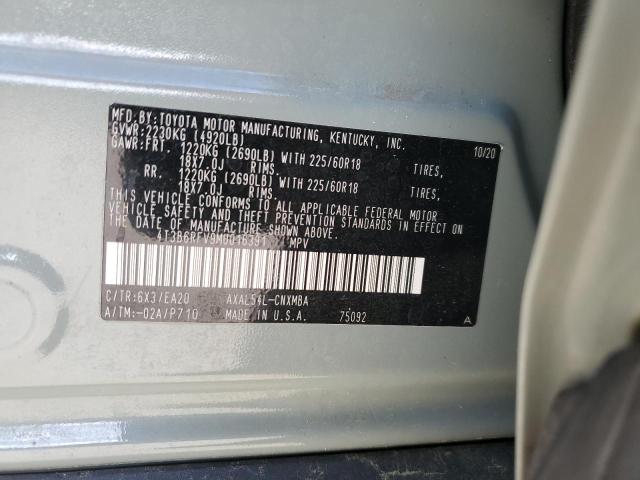 MFD.BY:TOYOTA MOTOR MANUFACTURING, KENTUCKY, INC.
GVWR:2230KG (4920LB) 10/20
GAWR:FRT. 1220KG (2690LB) WITH 225/60R18 TIRES,
18X7.0J RIMS.
RR. 1220KG (2690LB) WITH 225/60R18 TIRES,
18X7.0J RIMS.
THIS VEHICLE CONFORMS TO ALL APPLICABLE FEDERAL MOTOR
VEHICLE SAFETY AND THEFT PREVENTION STANDARDS IN EFFECT ON THE DATE OF
MANUFACTURE SHOWN ABOVE.
MPV
C/TR:6X3/EA20 AXAL54L-CNXMBA
A/TM:-02A/P710 MADE IN U.S.A. 75092 A